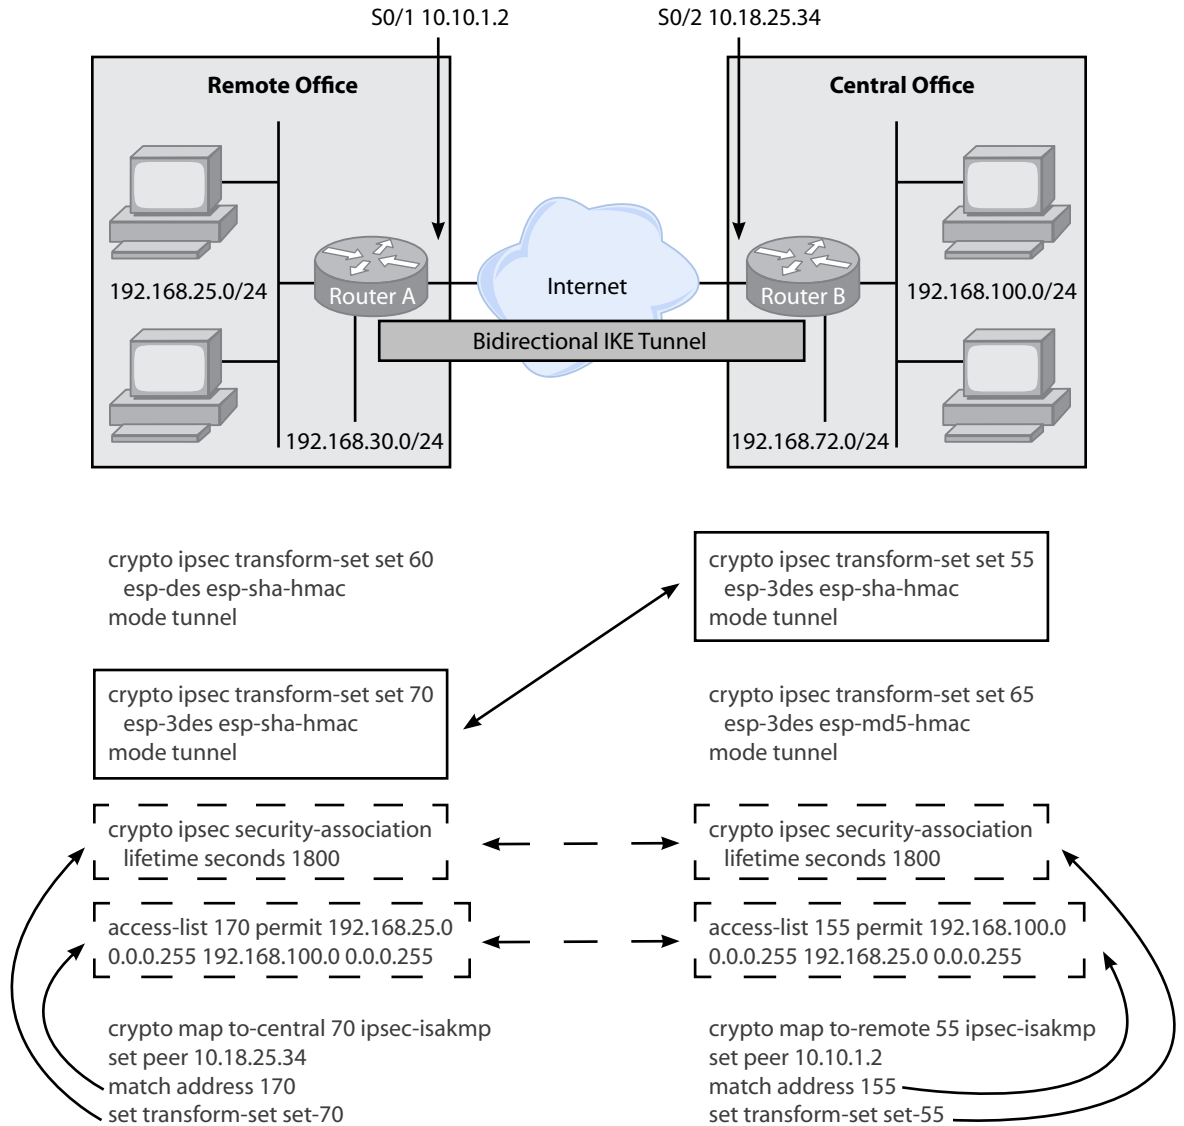 S0/1 10.10.1.2
S0/2 10.18.25.34
Remote Office
Central Office
192.168.25.0/24
Router A
Internet
Router B
192.168.100.0/24
Bidirectional IKE Tunnel
192.168.30.0/24
192.168.72.0/24
crypto ipsec transform-set set 60
esp-des esp-sha-hmac
mode tunnel
crypto ipsec transform-set set 70
esp-3des esp-sha-hmac
mode tunnel
crypto ipsec security-association
lifetime seconds 1800
access-list 170 permit 192.168.25.0
0.0.0.255 192.168.100.0 0.0.0.255
crypto map to-central 70 ipsec-isakmp
set peer 10.18.25.34
match address 170
set transform-set set-70
crypto ipsec transform-set set 55
esp-3des esp-sha-hmac
mode tunnel
crypto ipsec transform-set set 65
esp-3des esp-md5-hmac
mode tunnel
crypto ipsec security-association
lifetime seconds 1800
access-list 155 permit 192.168.100.0
0.0.0.255 192.168.25.0 0.0.0.255
crypto map to-remote 55 ipsec-isakmp
set peer 10.10.1.2
match address 155
set transform-set set-55